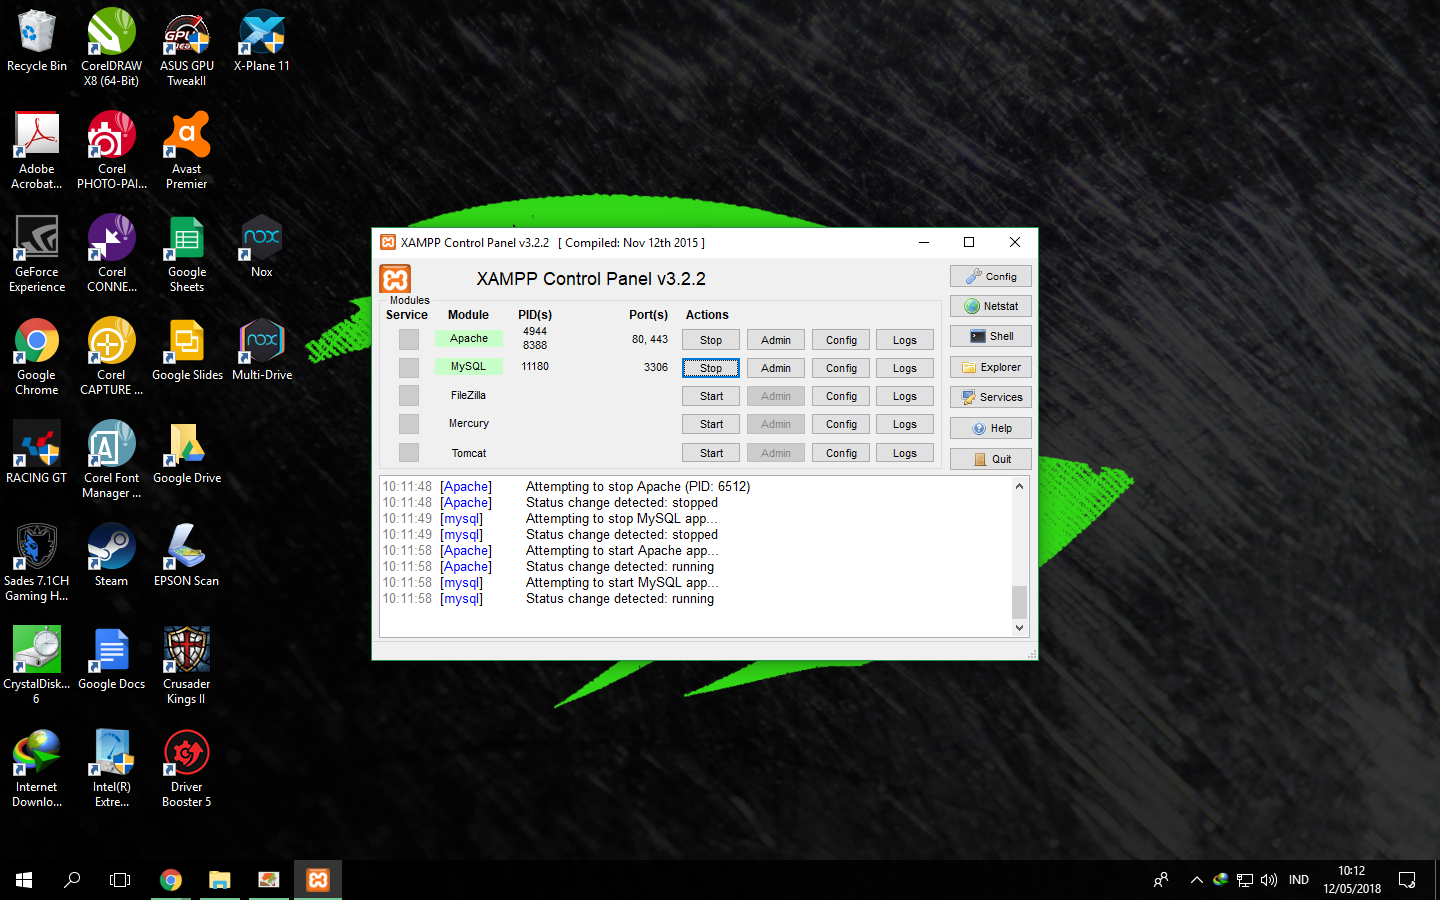 Recycle Bin
CorelDRAW
X8 (64-Bit)
ASUS GPU
TweakII
X-Plane 11
Adobe
Acrobat...
Corel
PHOTO-PAI...
Avast
Premier
GeForce
Experience
Corel
CONNE...
Google
Sheets
Nox
Google
Chrome
Corel
CAPTURE ...
Google Slides
Multi-Drive
RACING GT
Corel Font
Manager ...
Google Drive
Sades 7.1CH
Gaming H...
Steam
EPSON Scan
CrystalDisk...
6
Google Docs
Crusader
Kings II
Internet
Downlo...
Intel(R)
Extre...
Driver
Booster 5
XAMPP Control Panel v3.2.2 [ Compiled: Nov 12th 2015 ]
XAMPP Control Panel v3.2.2
Modules
Service Module PID(s) Port(s) Actions
Apache 4944 8388 80, 443 Stop Admin Config Logs
MySQL 11180 3306 Stop Admin Config Logs
FileZilla Start Admin Config Logs
Mercury Start Admin Config Logs
Tomcat Start Admin Config Logs
Config
Netstat
Shell
Explorer
Services
Help
Quit
10:11:48 [Apache] Attempting to stop Apache (PID: 6512)
10:11:48 [Apache] Status change detected: stopped
10:11:49 [mysql] Attempting to stop MySQL app...
10:11:49 [mysql] Status change detected: stopped
10:11:58 [Apache] Attempting to start Apache app...
10:11:58 [Apache] Status change detected: running
10:11:58 [mysql] Attempting to start MySQL app...
10:11:58 [mysql] Status change detected: running
IND
10:12
12/05/2018